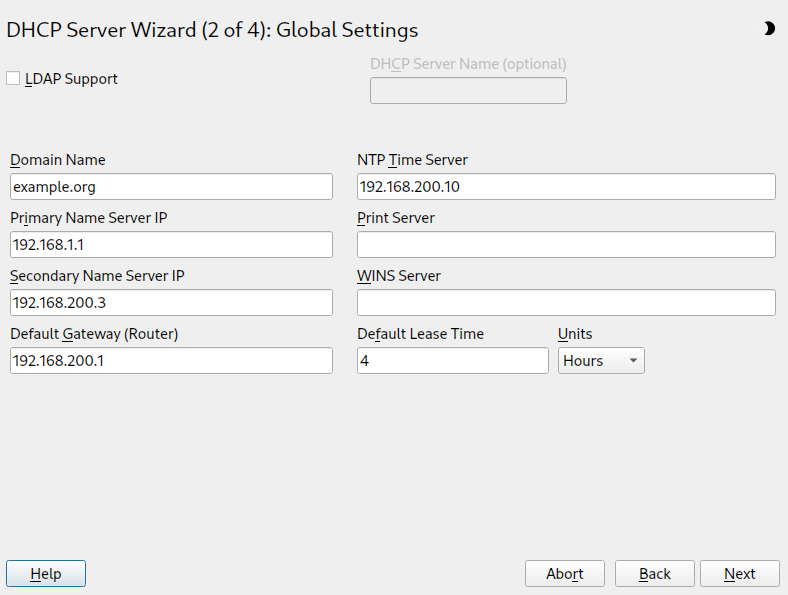 DHCP Server Wizard (2 of 4): Global Settings
LDAP Support
DHCP Server Name (optional)
Domain Name
example.org
NTP Time Server
192.168.200.10
Primary Name Server IP
192.168.1.1
Print Server
Secondary Name Server IP
192.168.200.3
WINS Server
Default Gateway (Router)
192.168.200.1
Default Lease Time
4
Units
Hours
Help
Abort
Back
Next